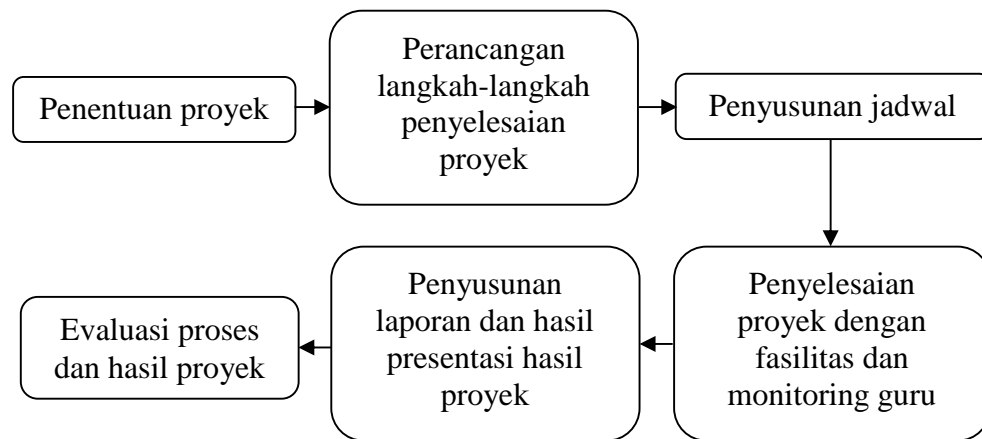 Penentuan proyek
Perancangan
langkah-langkah
penyelesaian
proyek
Penyusunan jadwal
Penyelesaian
proyek dengan
fasilitas dan
monitoring guru
Penyusunan
laporan dan hasil
presentasi hasil
proyek
Evaluasi proses
dan hasil proyek